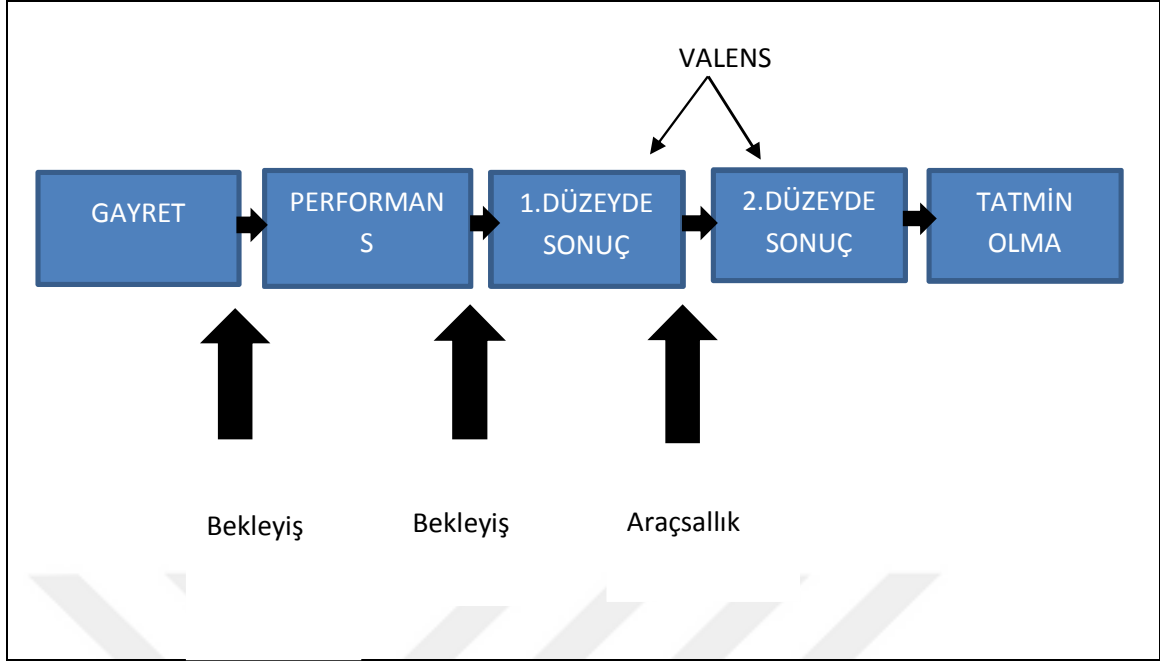 VALENS
GAYRET
PERFORMAN
S
1.DÜZEYDE
SONUÇ
2.DÜZEYDE
SONUÇ
TATMİN
OLMA
Bekleyiş
Bekleyiş
Araçsallık